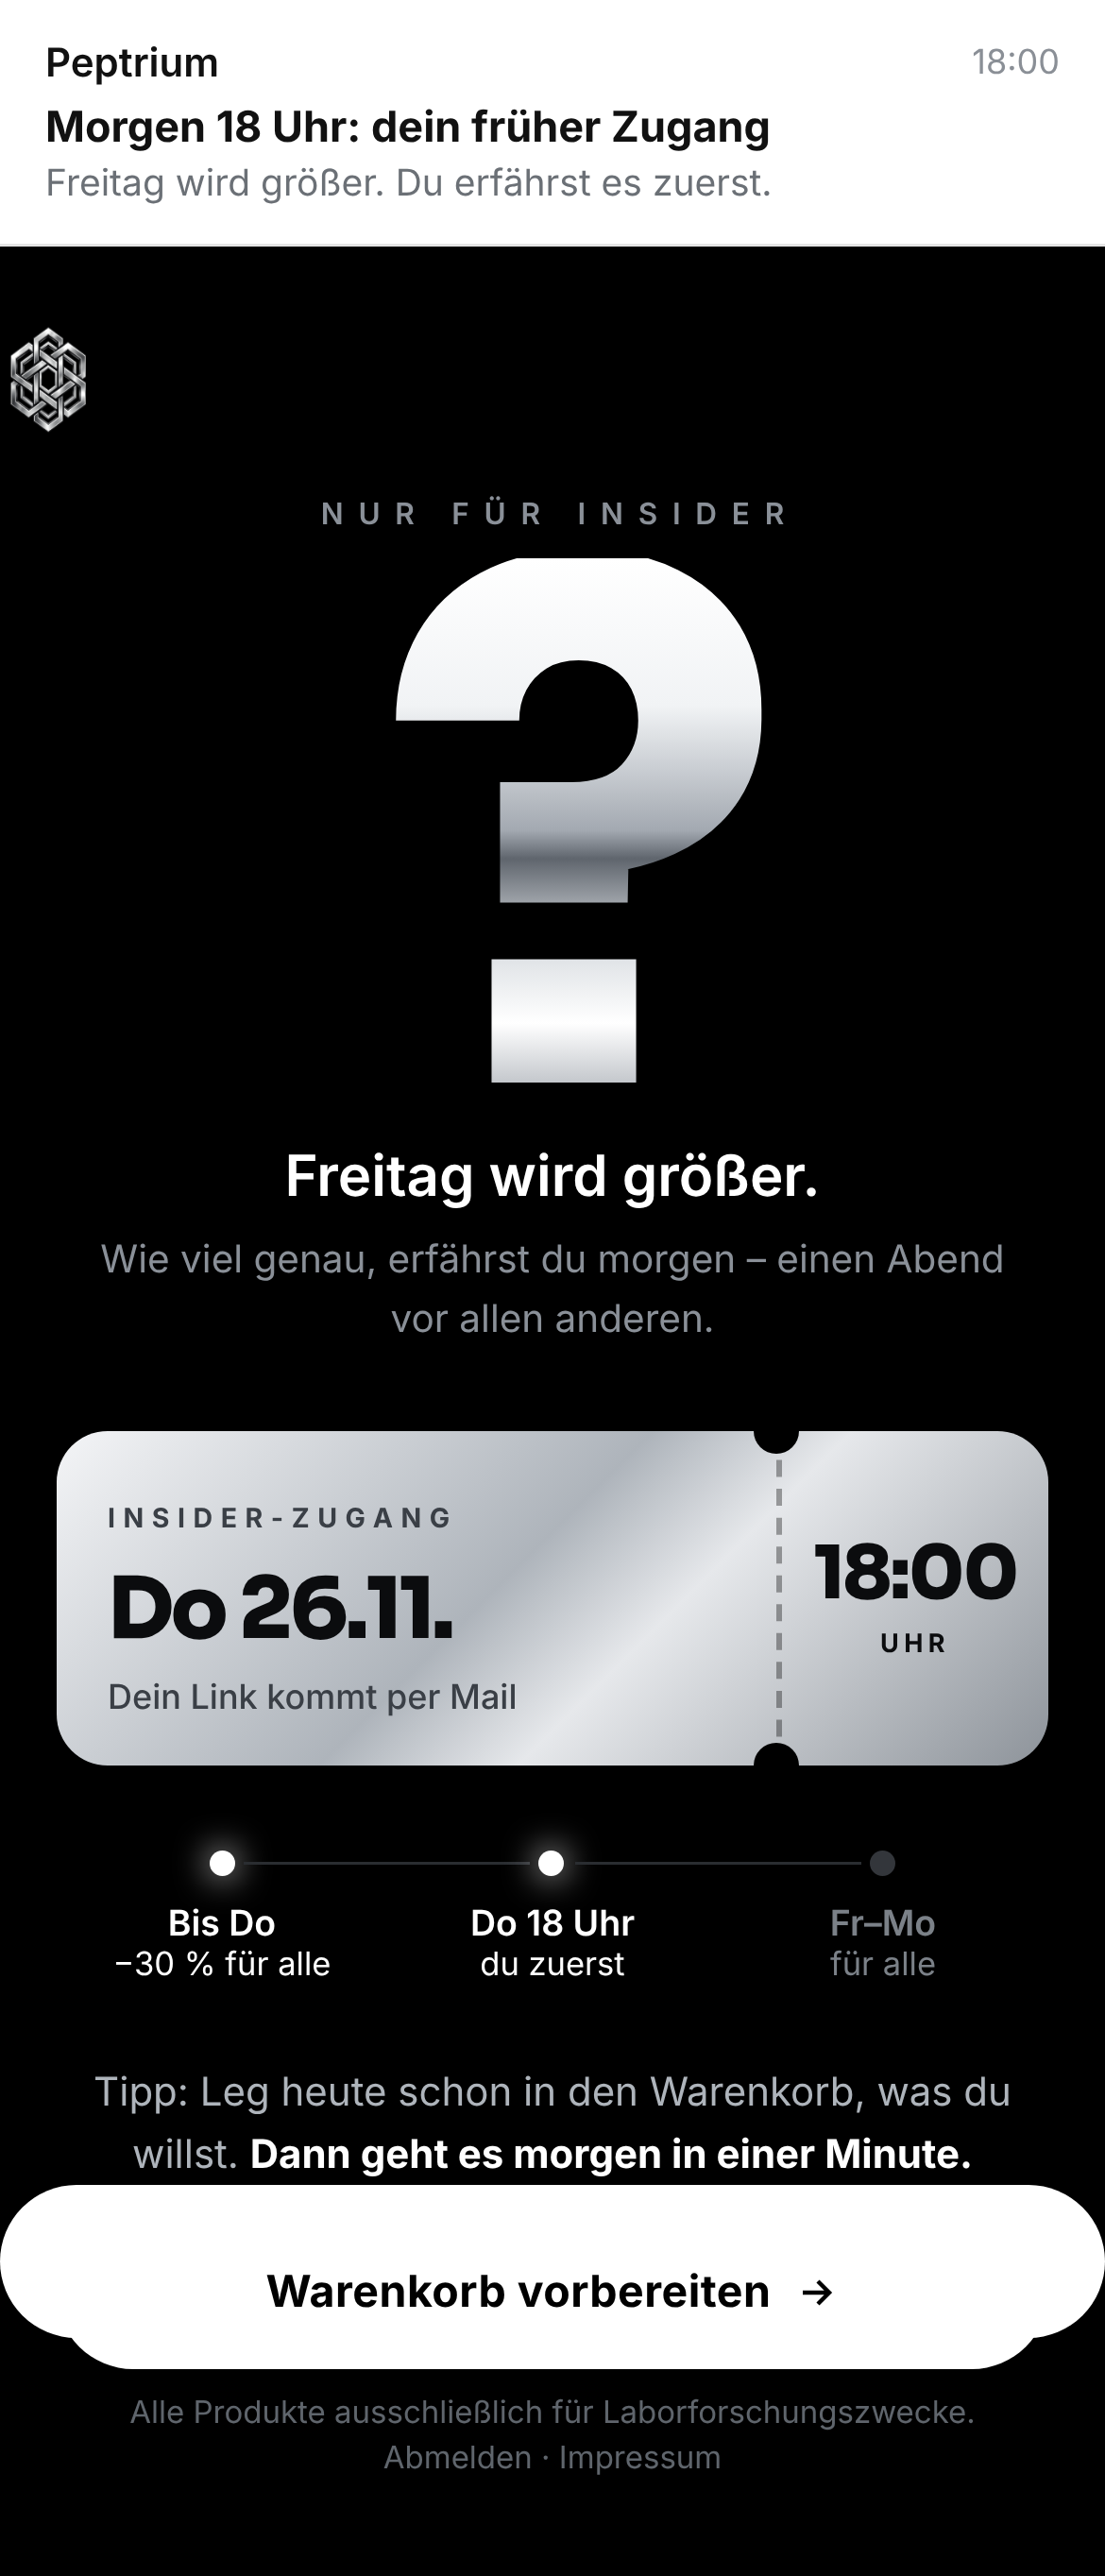 Peptrium
18:00
Morgen 18 Uhr: dein früher Zugang
Freitag wird größer. Du erfährst es zuerst.
NUR FÜR INSIDER
?
Freitag wird größer.
Wie viel genau, erfährst du morgen – einen Abend
vor allen anderen.
INSIDER-ZUGANG
Do 26.11.
Dein Link kommt per Mail
18:00
UHR
Bis Do
−30 % für alle
Do 18 Uhr
du zuerst
Fr–Mo
für alle
Tipp: Leg heute schon in den Warenkorb, was du
willst. Dann geht es morgen in einer Minute.
Warenkorb vorbereiten →
Alle Produkte ausschließlich für Laborforschungszwecke.
Abmelden · Impressum